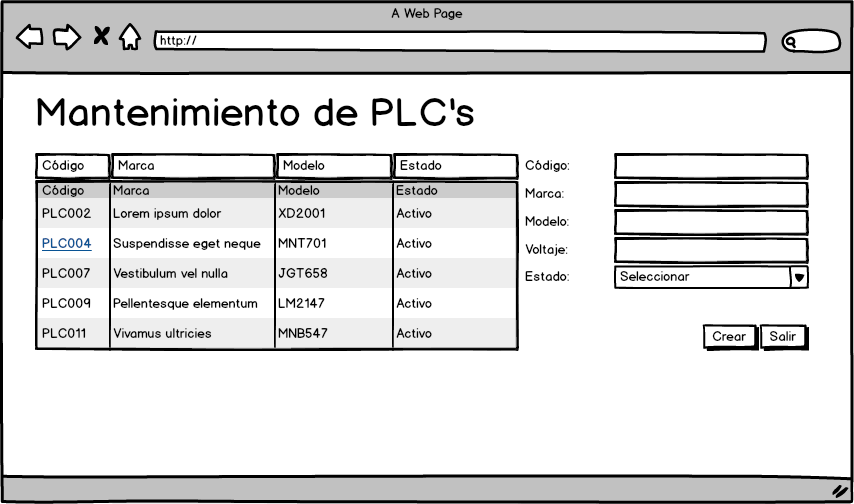 A Web Page
http://
Mantenimiento de PLC's
Código Marca Modelo Estado
Código Marca Modelo Estado
PLC002 Lorem ipsum dolor XD2001 Activo
PLC004 Suspendisse eget neque MNT701 Activo
PLC007 Vestibulum vel nulla JGT658 Activo
PLC009 Pellentesque elementum LM2147 Activo
PLC011 Vivamus ultricies MNB547 Activo
Código:
Marca:
Modelo:
Voltaje:
Estado: Seleccionar
Crear Salir